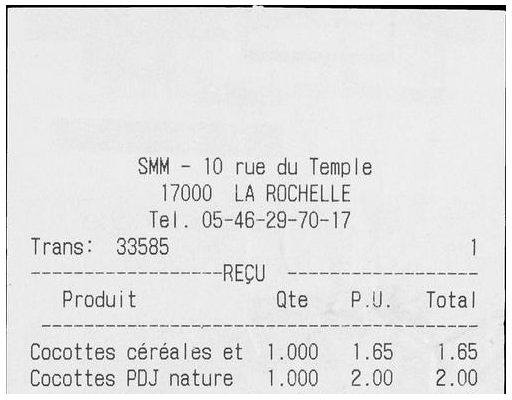 SMM - 10 rue du Temple
17000 LA ROCHELLE
Tel. 05-46-29-70-17
Trans: 33585 1
------------------REÇU ------------------
Produit Qte P.U. Total
-----------------------------------------
Cocottes céréales et 1.000 1.65 1.65
Cocottes PDJ nature 1.000 2.00 2.00